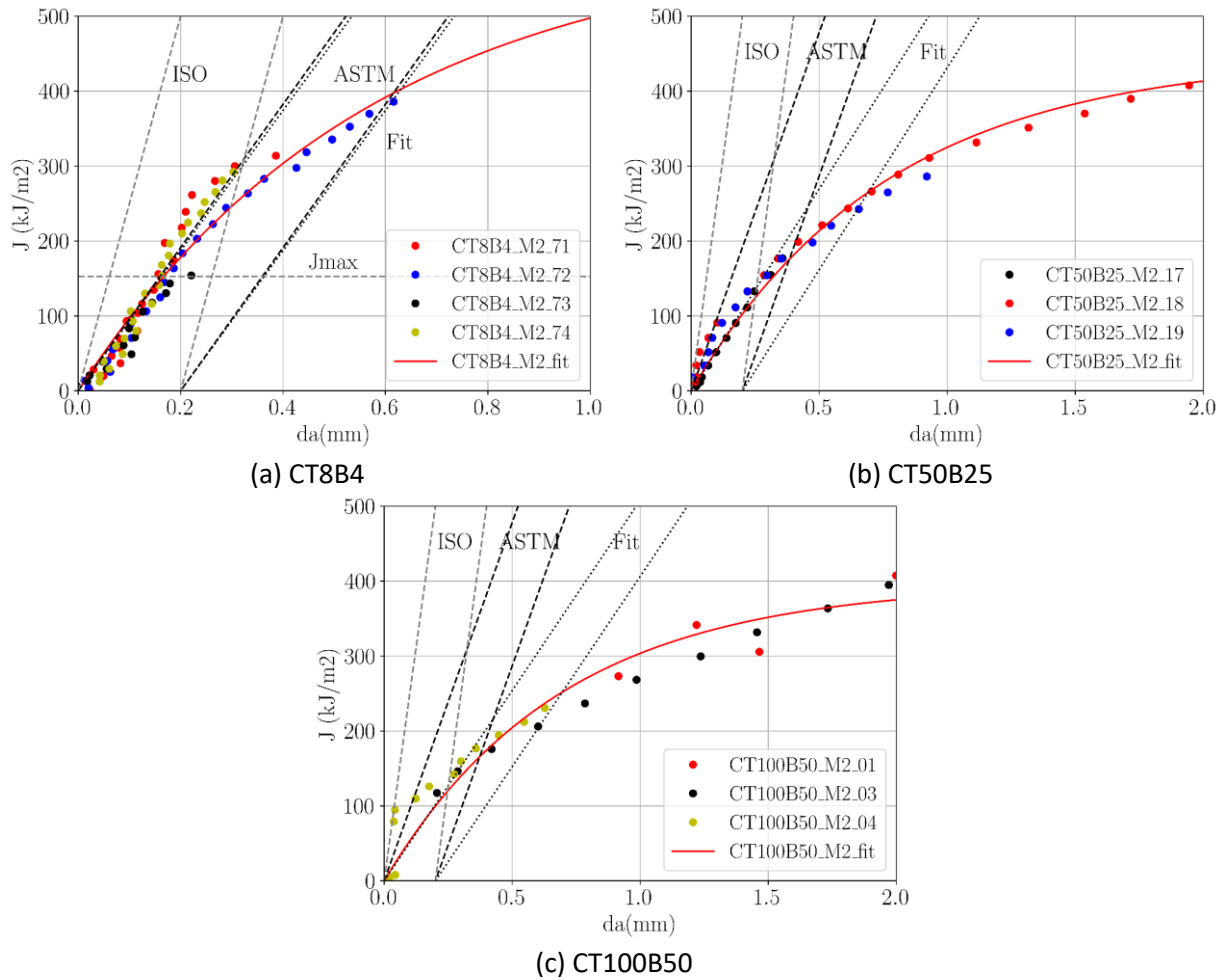 500
400
300
200
100
0
J (kJ/m2)
ISO
ASTM
Fit
Jmax
CT8B4_M2_71
CT8B4_M2_72
CT8B4_M2_73
CT8B4_M2_74
CT8B4_M2_fit
0.0 0.2 0.4 0.6 0.8 1.0
da(mm)
(a) CT8B4
500
400
300
200
100
0
J (kJ/m2)
ISO ASTM Fit
CT50B25_M2_17
CT50B25_M2_18
CT50B25_M2_19
CT50B25_M2_fit
0.0 0.5 1.0 1.5 2.0
da(mm)
(b) CT50B25
500
400
300
200
100
0
J (kJ/m2)
ISO ASTM Fit
CT100B50_M2_01
CT100B50_M2_03
CT100B50_M2_04
CT100B50_M2_fit
0.0 0.5 1.0 1.5 2.0
da(mm)
(c) CT100B50